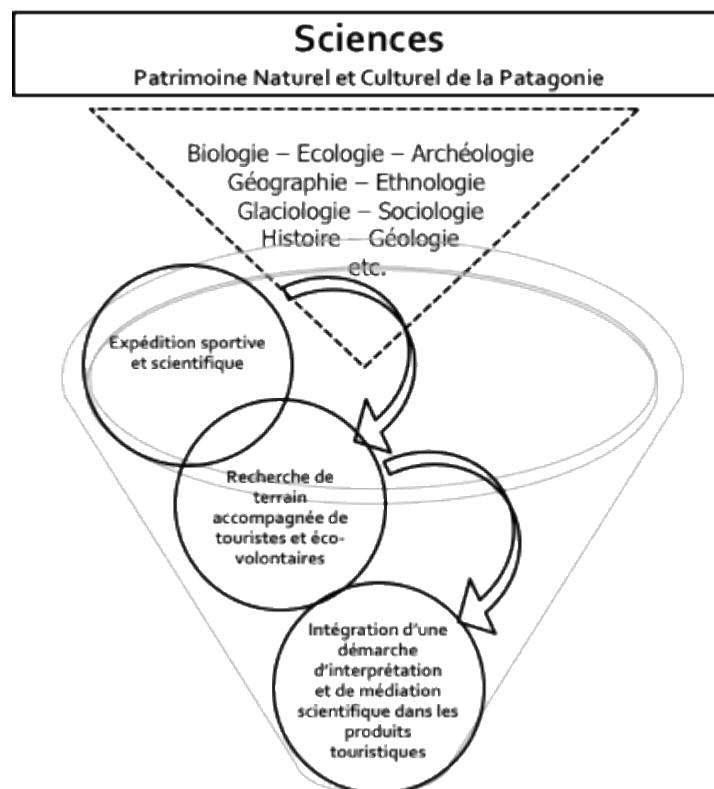 Sciences
Patrimoine Naturel et Culturel de la Patagonie
Biologie – Ecologie – Archéologie
Géographie – Ethnologie
Glaciologie – Sociologie
Histoire – Géologie
etc.
Expédition sportive
et scientifique
Recherche de
terrain
accompagnée de
touristes et éco-
volontaires
Intégration d'une
démarche
d'interprétation
et de médiation
scientifique dans les
produits
touristiques